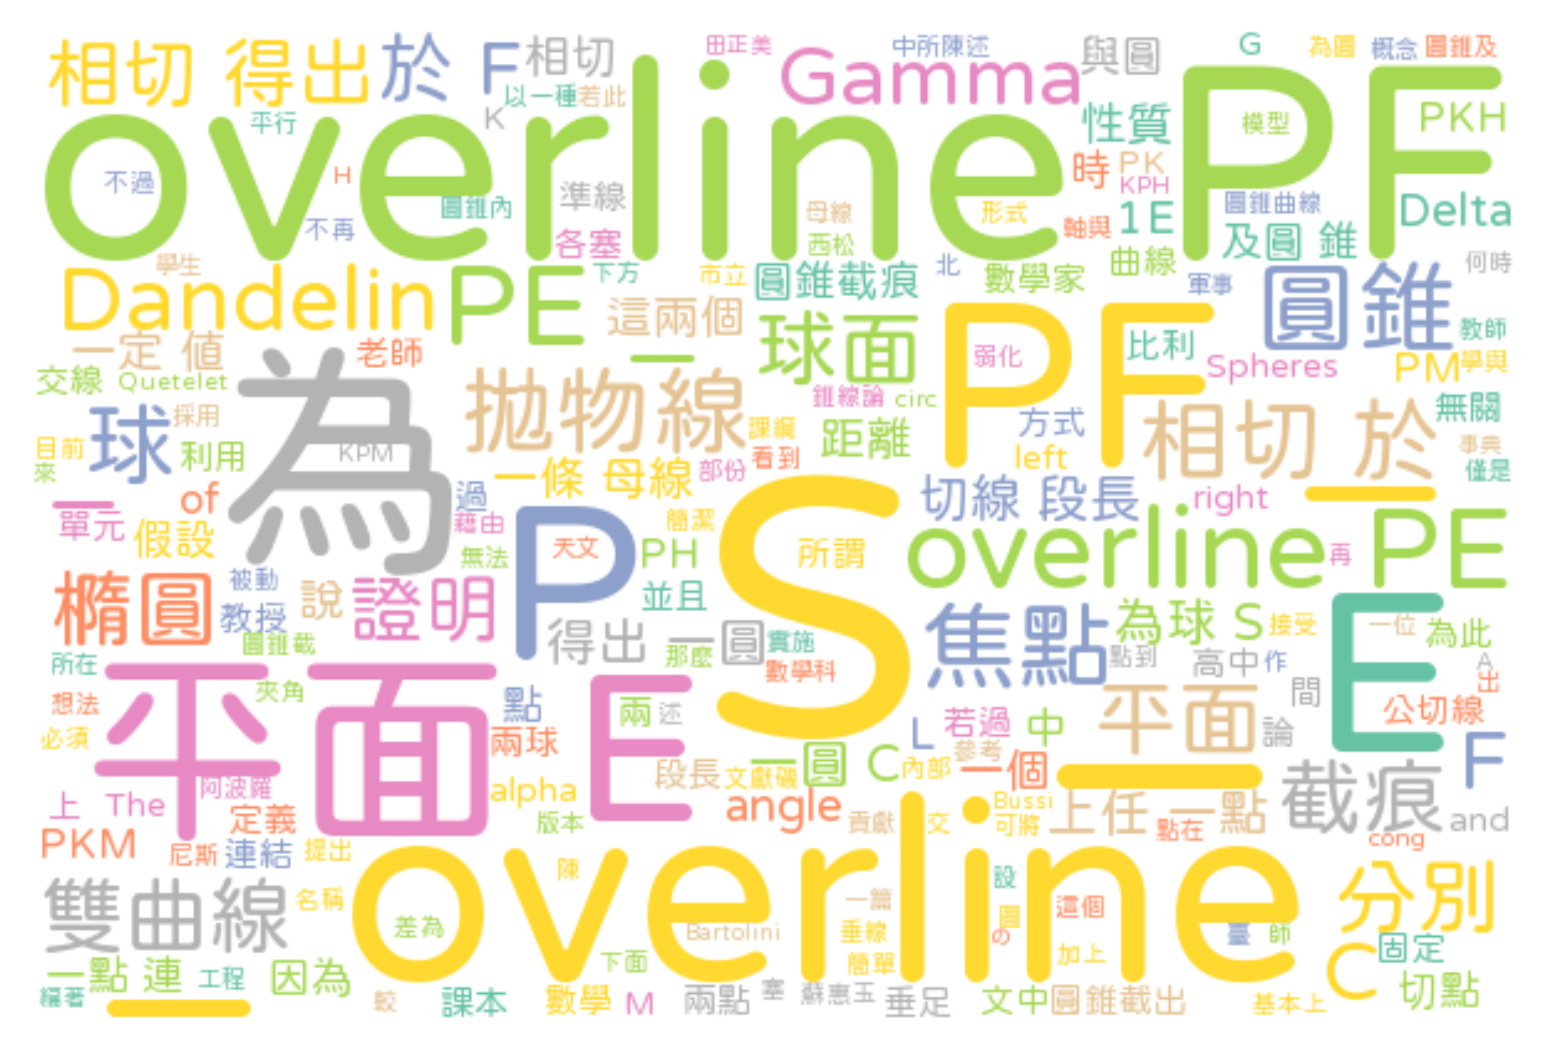 相切 得出 於 F 相切 田正美 中所陳述 與圓 G 為圓 概念 圓錐及
以一種 若此 Gamma
平行 K 性質 模型 PKH
overline PF
不過 H 圓錐內 準線 母線 形式 時 PK KPH 圓錐曲線 Delta
不再 各塞 西松 軸與 1E 及圓 錐
學生 下方 市立 圓錐截痕 北 數學家 曲線 軍事 何時
Dandelin PE 這兩個 球面 PF 圓錐 教師
一定 值 老師 弱化 比利 Spheres PM 學與
交線 Quetelet 為 拋物線 錐線論 circ 方式 相切 於 無關
球 採用 課綱 距離 left 事典
目前 利用 KPM 一條 母線 部份 看到 僅是
來 of 過 切線 段長 right
單元 假設 藉由 簡潔 S overline PE
無法 P 天文 PH 所謂 再
橢圓 被動 說 證明 並且 焦點 為球 S 接受 一位 為此
教授 得出 一圓 實施 E
圓錐截 那麼 數學科 點到 高中 作 A
所在 平面 E 出
想法 夾角 點 兩 述 平面 間 公切線
必須 兩球 L 若過 中 論 F
阿波羅 段長 文獻 一圓 C 內部 參考 一個 截痕
上 The alpha angle Bussi 上任 一點 and
定義 版本 貢獻 交 可將 點在 cong
PKM 尼斯 連結 提出 overline
雙曲線 名稱 陳 一篇 設 分別
差為 Bartolini 垂線 圓 這個 臺 師 C 固定
の
一點 連 工程 因為 下面 簡單 加上 切點
編著 較 課本 數學 M 兩點 塞 蘇惠玉 垂足 文中 圓錐截出 基本上